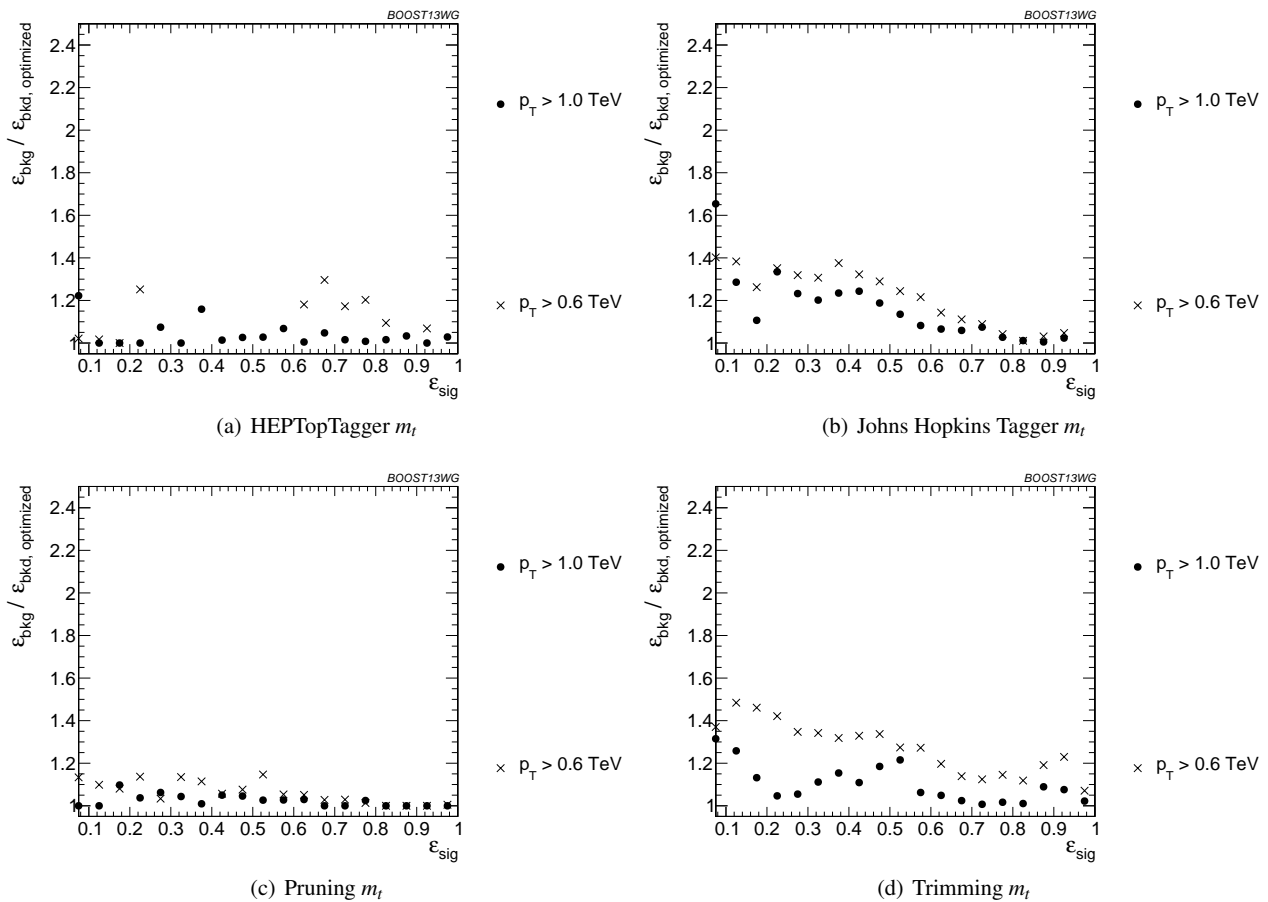 BOOST13WG
ε_bkg / ε_bkd, optimized
2.4
2.2
2
1.8
1.6
1.4
1.2
1
0.1 0.2 0.3 0.4 0.5 0.6 0.7 0.8 0.9 1
ε_sig
p_T > 1.0 TeV
p_T > 0.6 TeV
(a) HEPTopTagger m_t
BOOST13WG
ε_bkg / ε_bkd, optimized
2.4
2.2
2
1.8
1.6
1.4
1.2
1
0.1 0.2 0.3 0.4 0.5 0.6 0.7 0.8 0.9 1
ε_sig
p_T > 1.0 TeV
p_T > 0.6 TeV
(b) Johns Hopkins Tagger m_t
BOOST13WG
ε_bkg / ε_bkd, optimized
2.4
2.2
2
1.8
1.6
1.4
1.2
1
0.1 0.2 0.3 0.4 0.5 0.6 0.7 0.8 0.9 1
ε_sig
p_T > 1.0 TeV
p_T > 0.6 TeV
(c) Pruning m_t
BOOST13WG
ε_bkg / ε_bkd, optimized
2.4
2.2
2
1.8
1.6
1.4
1.2
1
0.1 0.2 0.3 0.4 0.5 0.6 0.7 0.8 0.9 1
ε_sig
p_T > 1.0 TeV
p_T > 0.6 TeV
(d) Trimming m_t